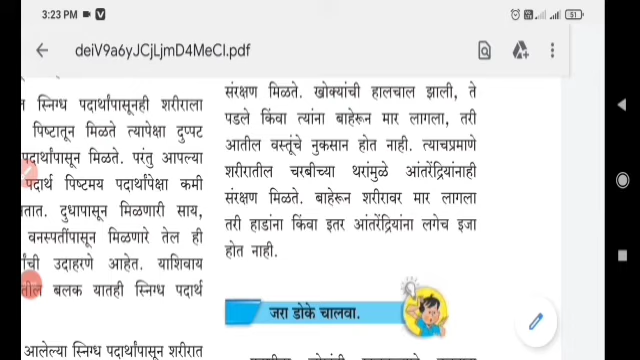 3:23 PM
51
deiV9a6yJCjLjmD4MeCI.pdf
त स्निग्ध पदार्थांपासूनही शरीराला
पिष्टातून मिळते त्यापेक्षा दुप्पट
पदार्थांपासून मिळते. परंतु आपल्या
पदार्थ पिष्टमय पदार्थांपेक्षा कमी
तात. दुधापासून मिळणारी साय,
वनस्पतींपासून मिळणारे तेल ही
ांची उदाहरणे आहेत. याशिवाय
तील बलक यातही स्निग्ध पदार्थ
आलेल्या स्निग्ध पदार्थांपासून शरीरात
संरक्षण मिळते. खोक्यांची हालचाल झाली, ते
पडले किंवा त्यांना बाहेरून मार लागला, तरी
आतील वस्तूंचे नुकसान होत नाही. त्याचप्रमाणे
शरीरातील चरबीच्या थरांमुळे आंतरेंद्रियांनाही
संरक्षण मिळते. बाहेरून शरीरावर मार लागला
तरी हाडांना किंवा इतर आंतरेंद्रियांना लगेच इजा
होत नाही.
जरा डोके चालवा.